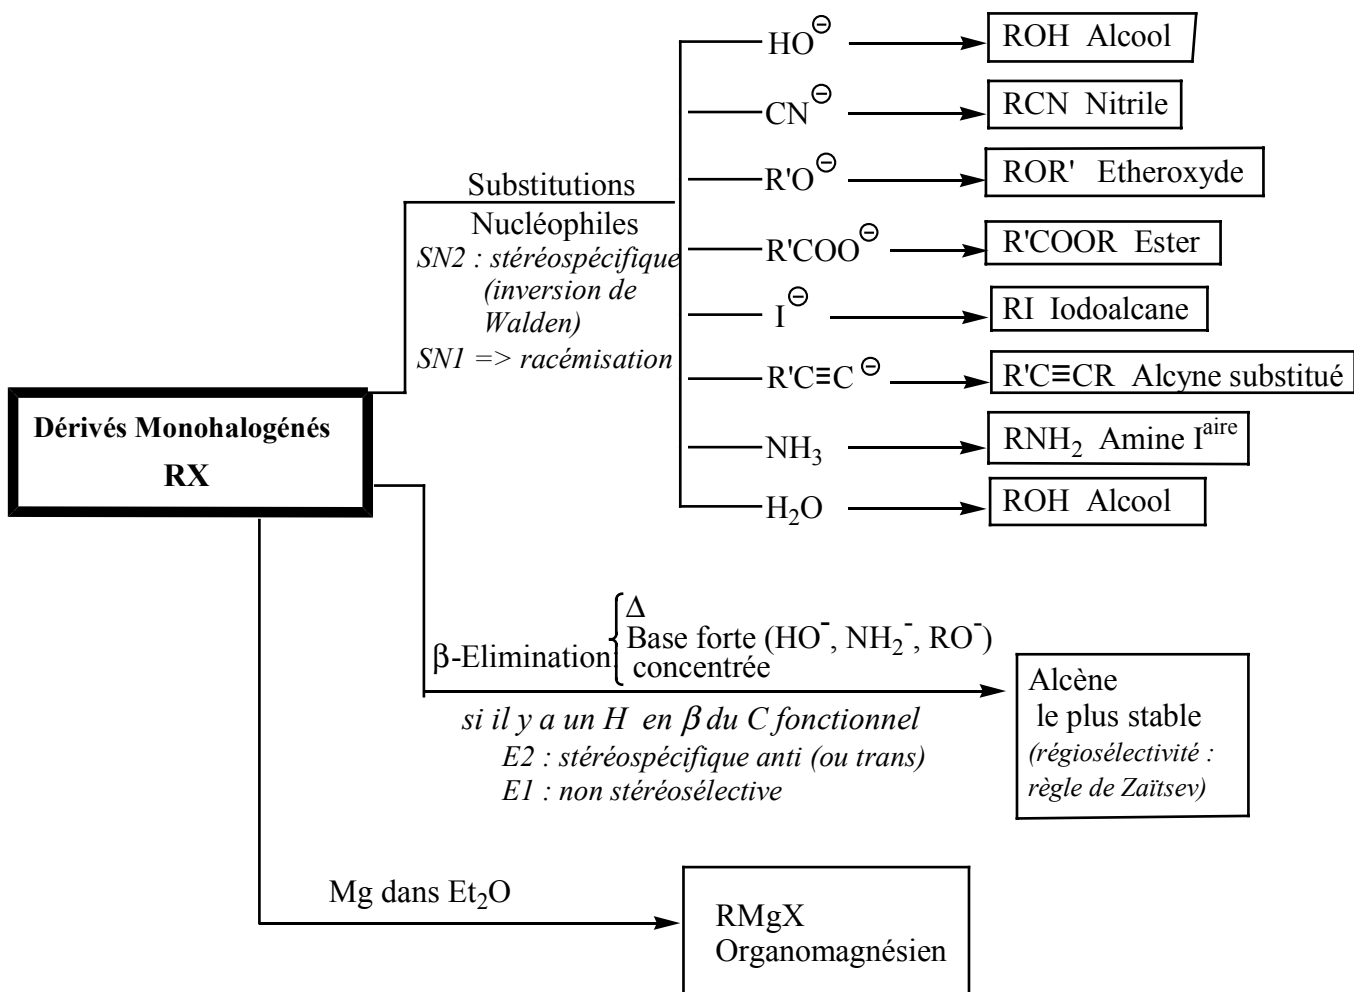 HO⊖ ROH Alcool
CN⊖ RCN Nitrile
R'O⊖ ROR' Etheroxyde
Substitutions
Nucléophiles
SN2 : stéréospécifique
(inversion de
Walden)
SN1 => racémisation
R'COO⊖ R'COOR Ester
I⊖ RI Iodoalcane
R'C≡C⊖ R'C≡CR Alcyne substitué
NH₃ RNH₂ Amine Iᵃⁱʳᵉ
H₂O ROH Alcool
Dérivés Monohalogénés
RX
β-Elimination:
Δ
Base forte (HO⁻, NH₂⁻, RO⁻)
concentrée
si il y a un H en β du C fonctionnel
E2 : stéréospécifique anti (ou trans)
E1 : non stéréosélective
Alcène
le plus stable
(régiosélectivité :
règle de Zaïtsev)
Mg dans Et₂O
RMgX
Organomagnésien